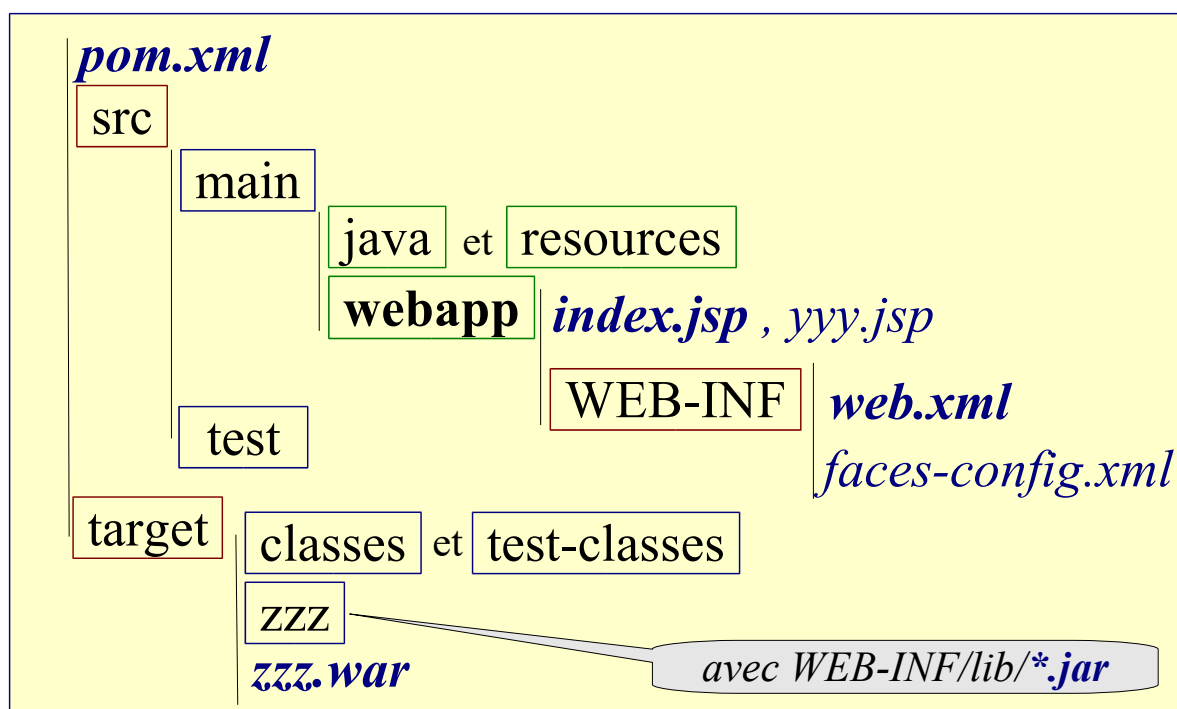 pom.xml
src
main
java et resources
webapp index.jsp , yyy.jsp
WEB-INF web.xml
test
faces-config.xml
target
classes et test-classes
zzz
avec WEB-INF/lib/*.jar
zzz.war